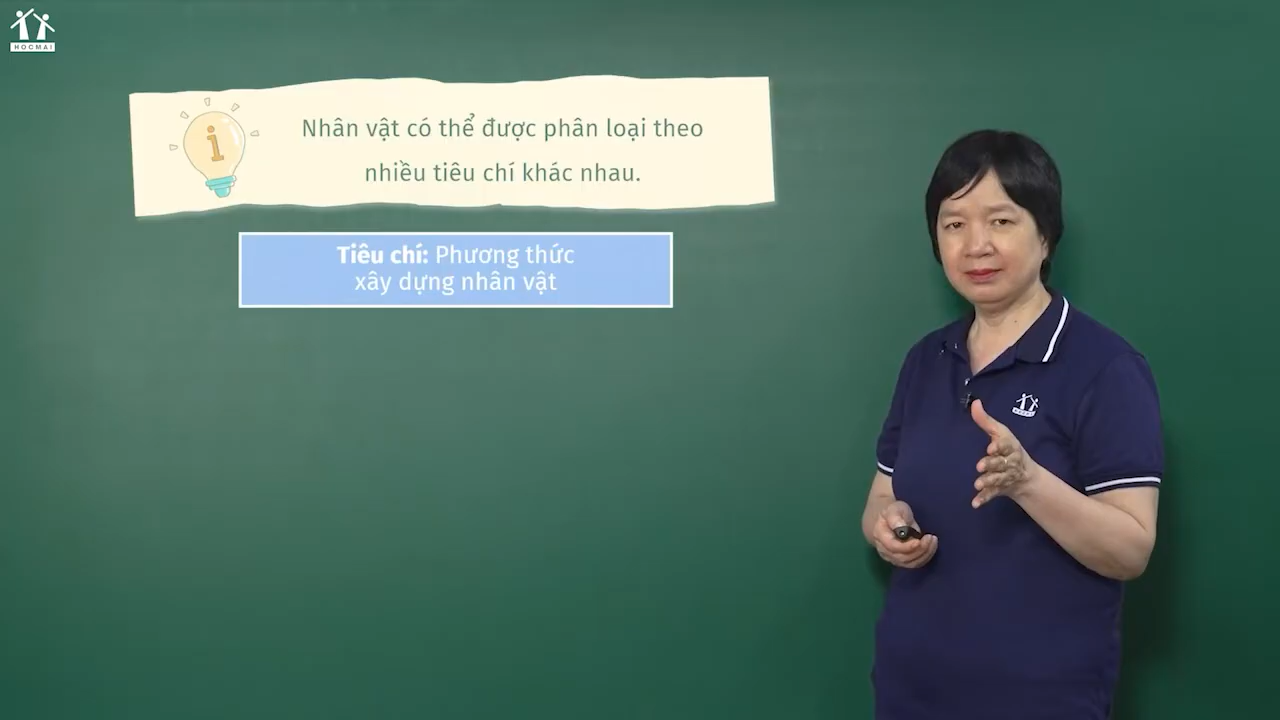 HOCMAI
Nhân vật có thể được phân loại theo
nhiều tiêu chí khác nhau.
Tiêu chí: Phương thức
xây dựng nhân vật